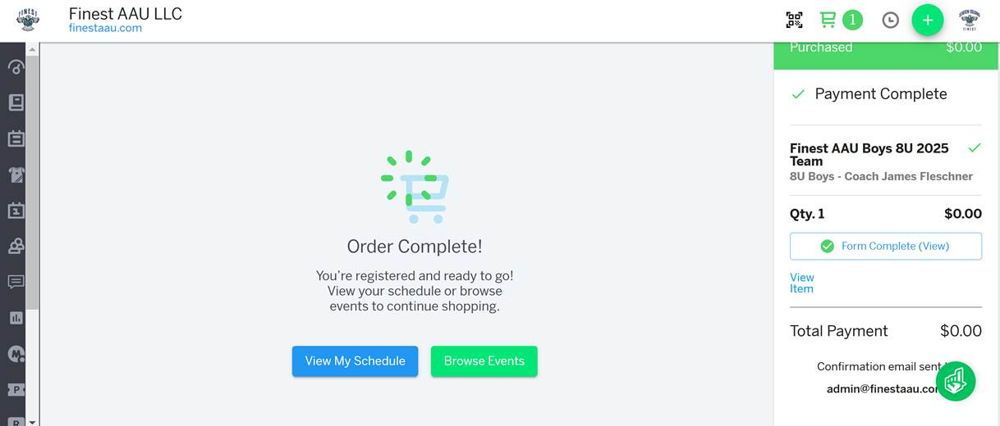 Finest AAU LLC
finestaau.com
1
Purchased $0.00
Payment Complete
Finest AAU Boys 8U 2025
Team
8U Boys - Coach James Fleschner
Qty. 1 $0.00
Form Complete (View)
View
Item
Total Payment $0.00
Confirmation email sent
admin@finestaau.co
Order Complete!
You're registered and ready to go!
View your schedule or browse
events to continue shopping.
View My Schedule
Browse Events